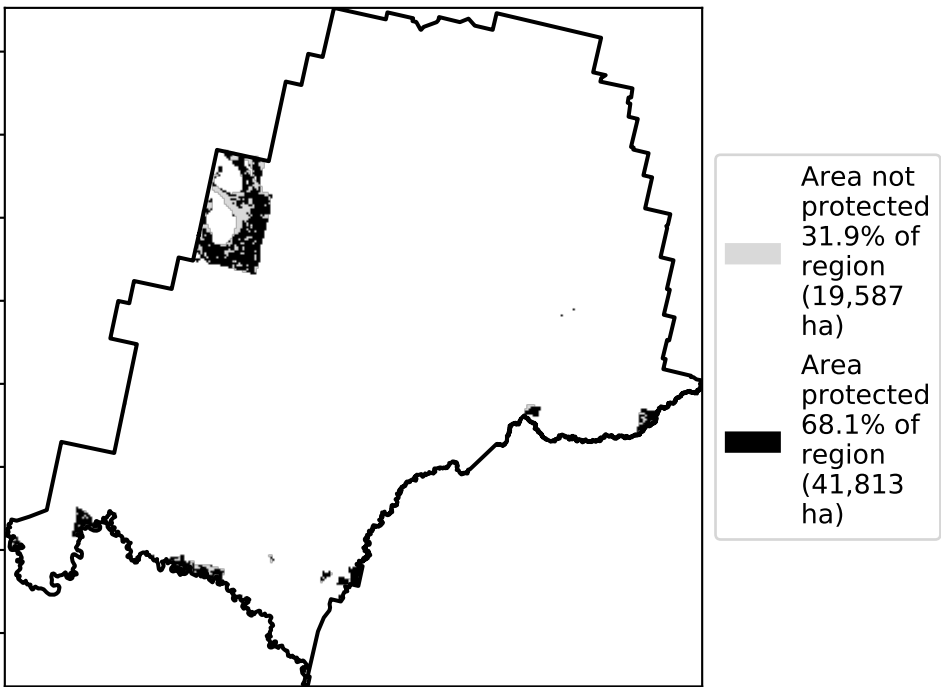 Area not
protected
31.9% of
region
(19,587
ha)
Area
protected
68.1% of
region
(41,813
ha)